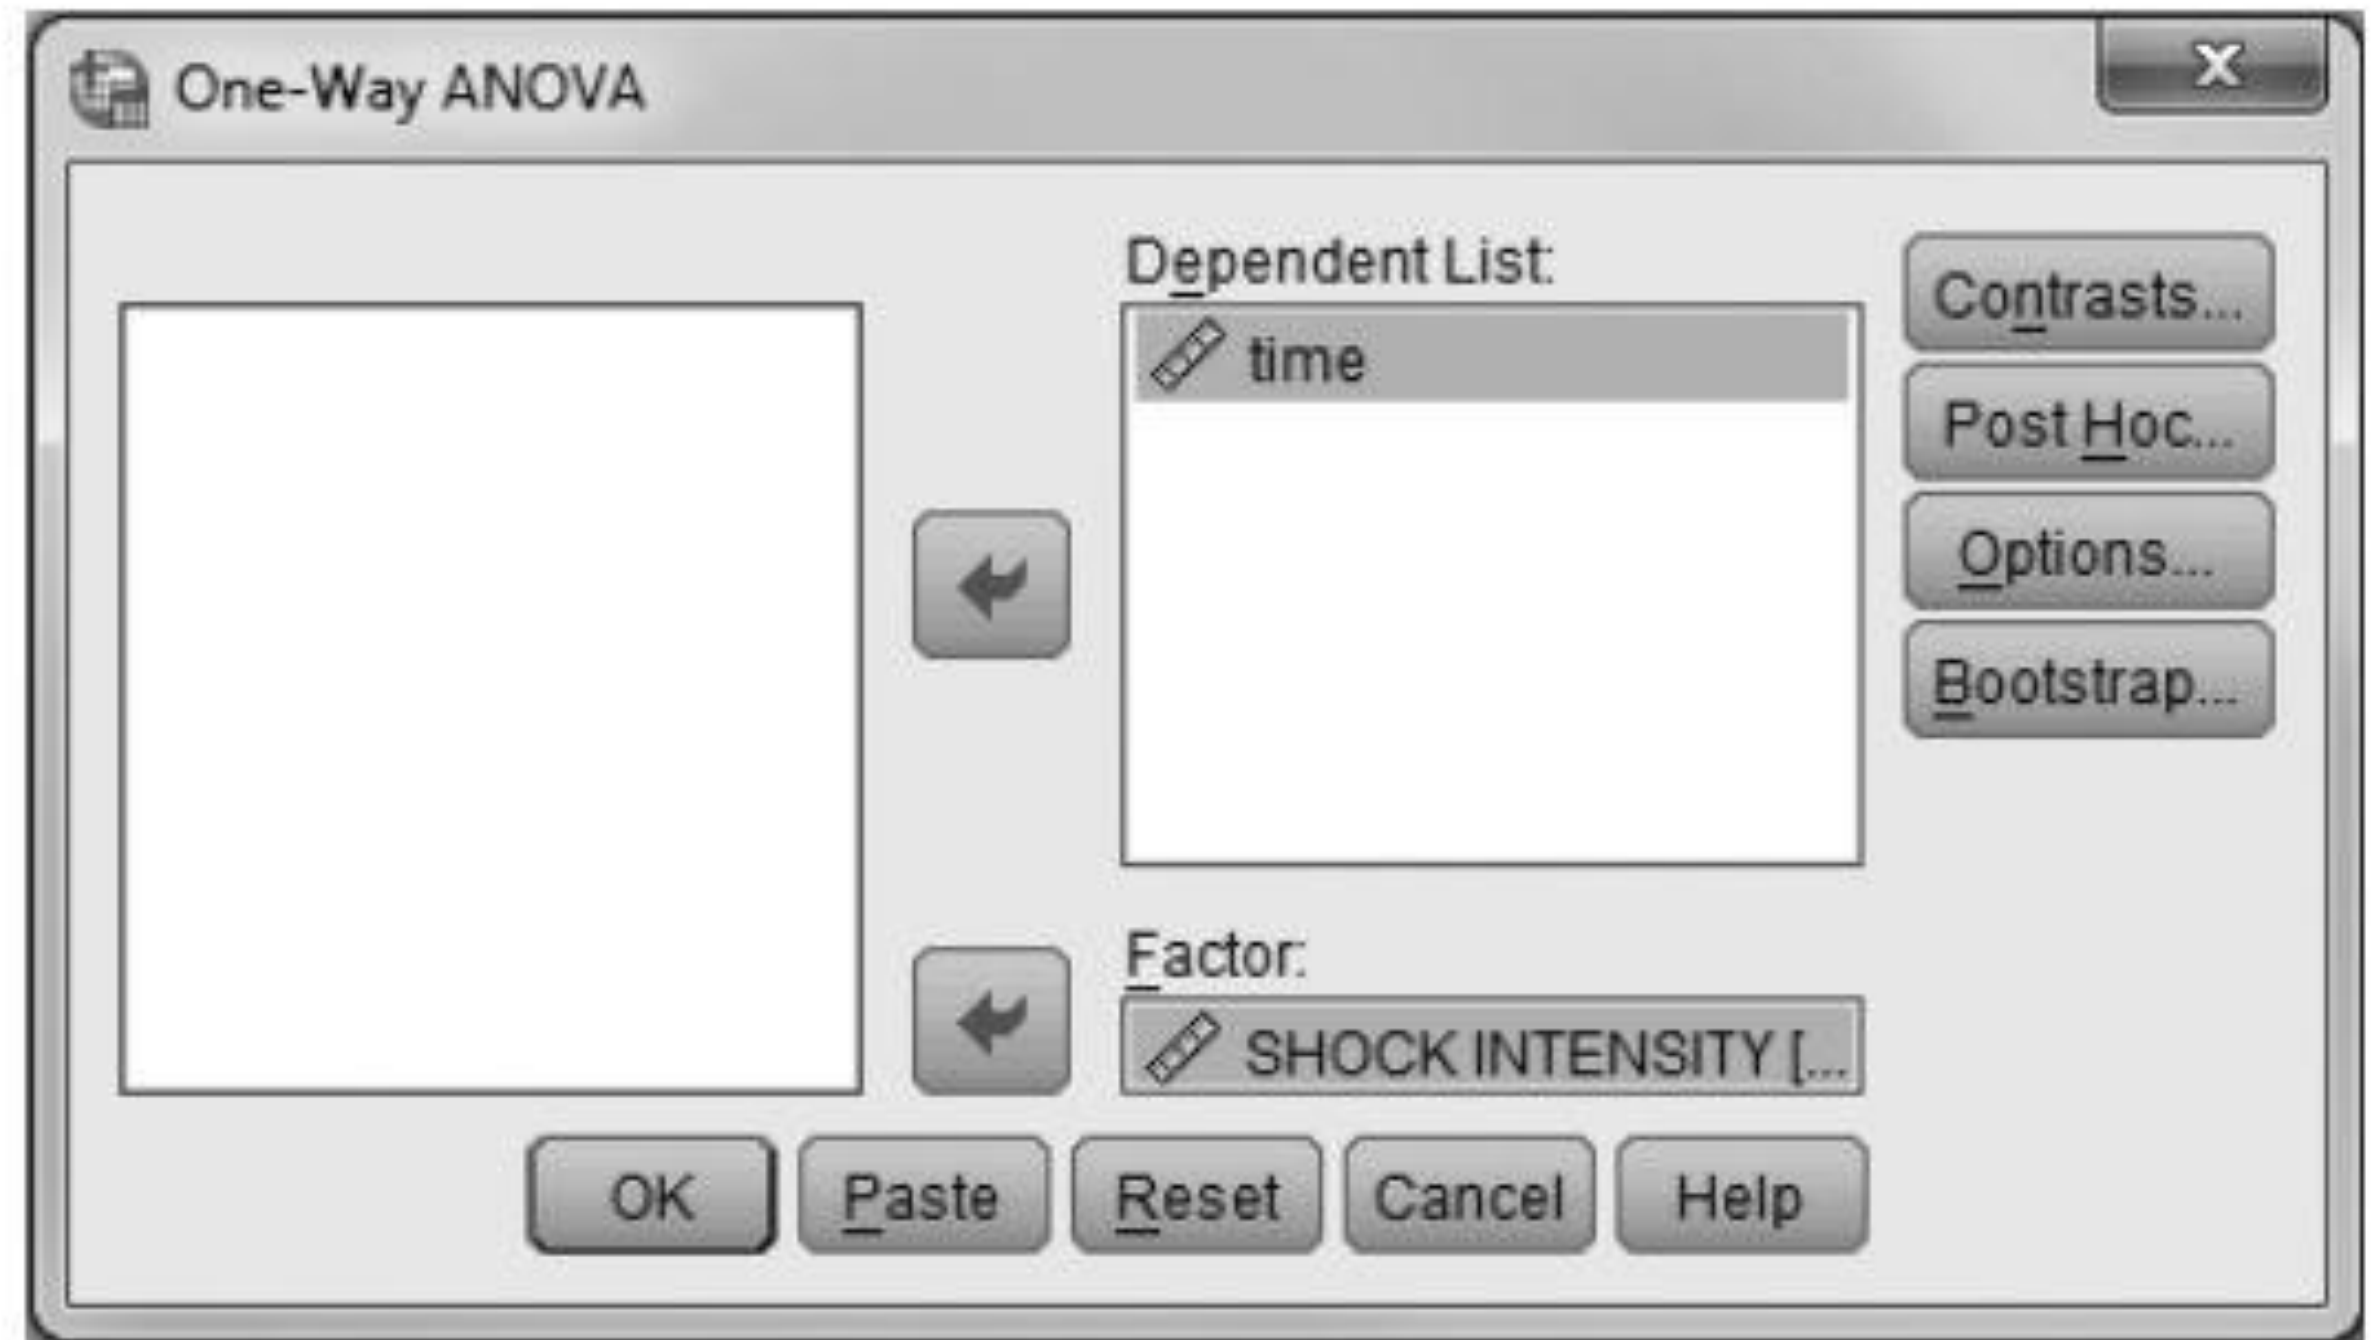 One-Way ANOVA
x
Dependent List:
time
Contrasts...
Post Hoc...
Options...
Bootstrap...
Factor:
SHOCK INTENSITY [...
OK
Paste
Reset
Cancel
Help